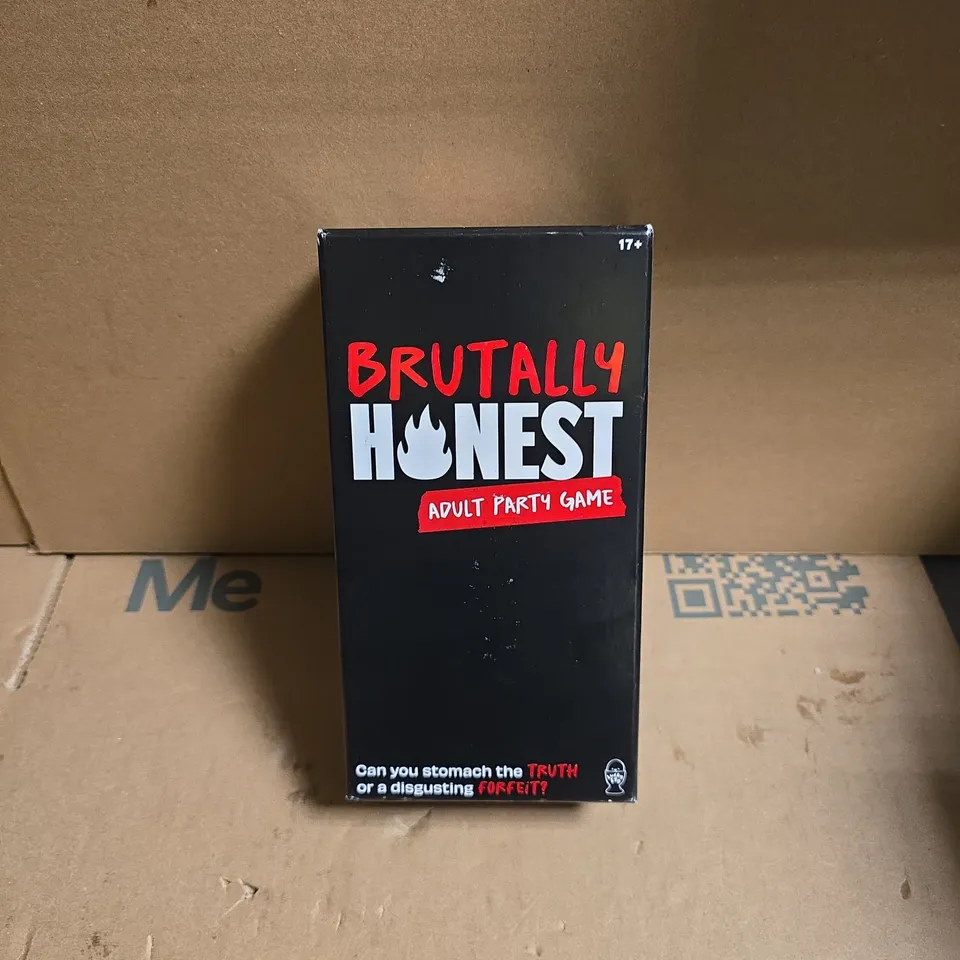 17+
BRUTALLY
HONEST
ADULT PARTY GAME
Me
Can you stomach the TRUTH
or a disgusting FORFEIT?